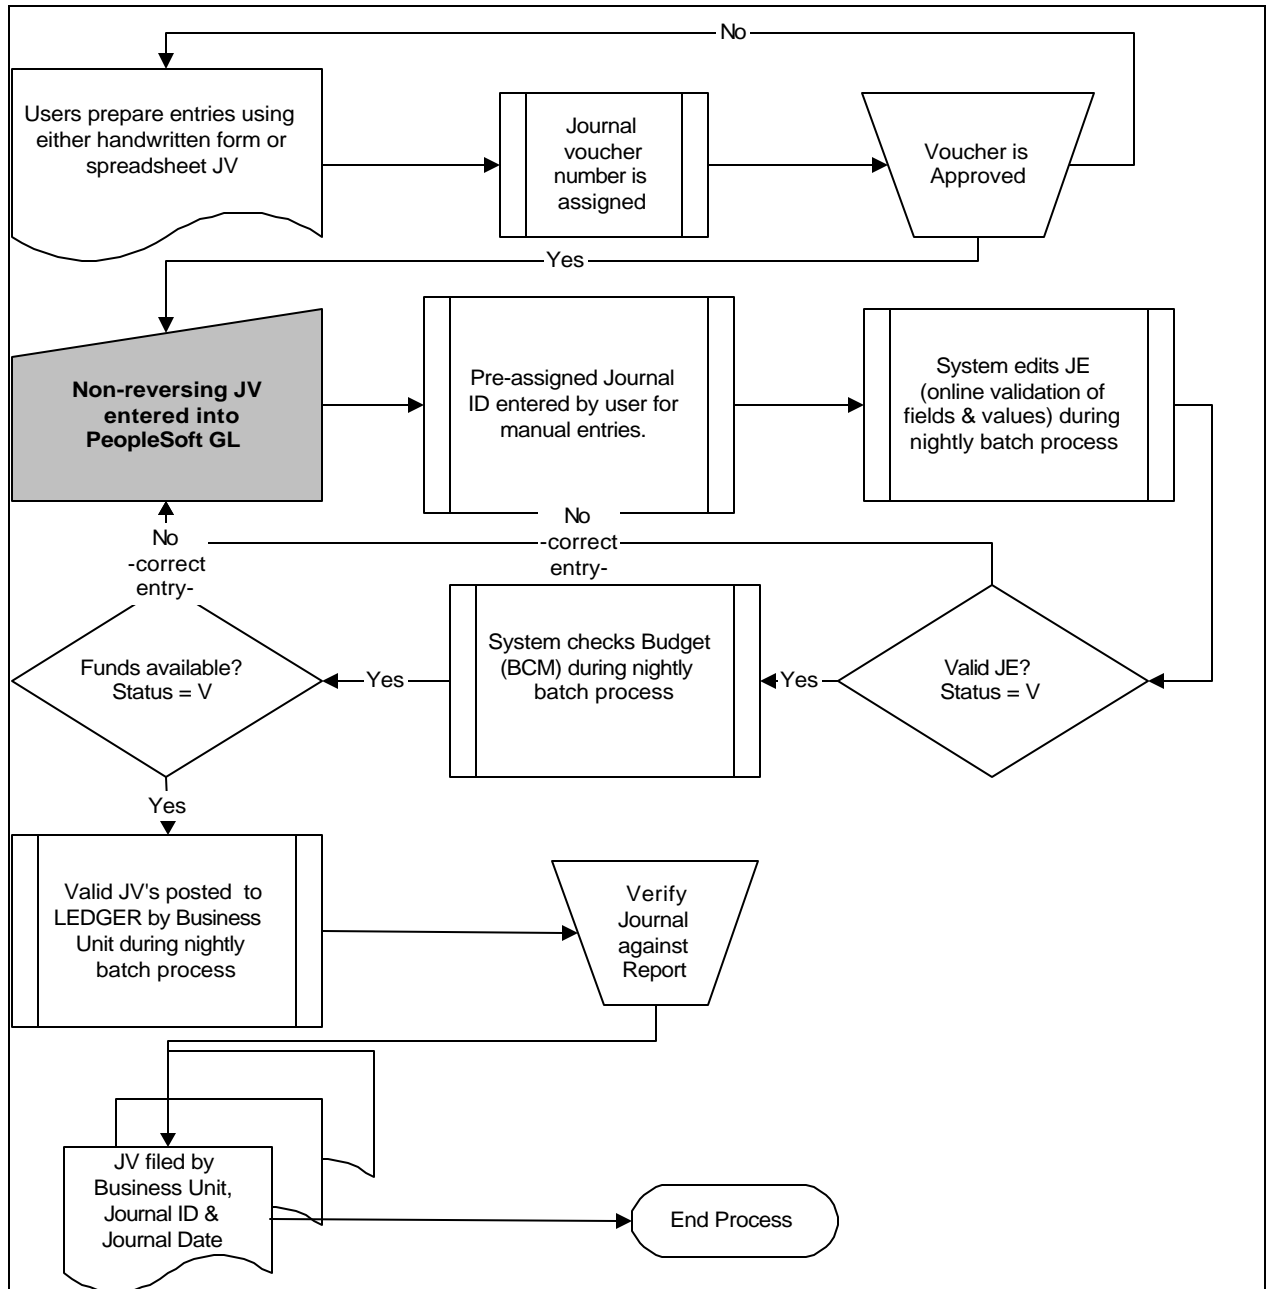 No
Users prepare entries using
either handwritten form or
spreadsheet JV
Journal
voucher
number is
assigned
Voucher is
Approved
Yes
Non-reversing JV
entered into
PeopleSoft GL
Pre-assigned Journal
ID entered by user for
manual entries.
System edits JE
(online validation of
fields & values) during
nightly batch process
No
-correct
entry-
No
-correct
entry-
Funds available?
Status = V
Yes
System checks Budget
(BCM) during nightly
batch process
Yes
Valid JE?
Status = V
Yes
Valid JV's posted to
LEDGER by Business
Unit during nightly
batch process
Verify
Journal
against
Report
JV filed by
Business Unit,
Journal ID &
Journal Date
End Process